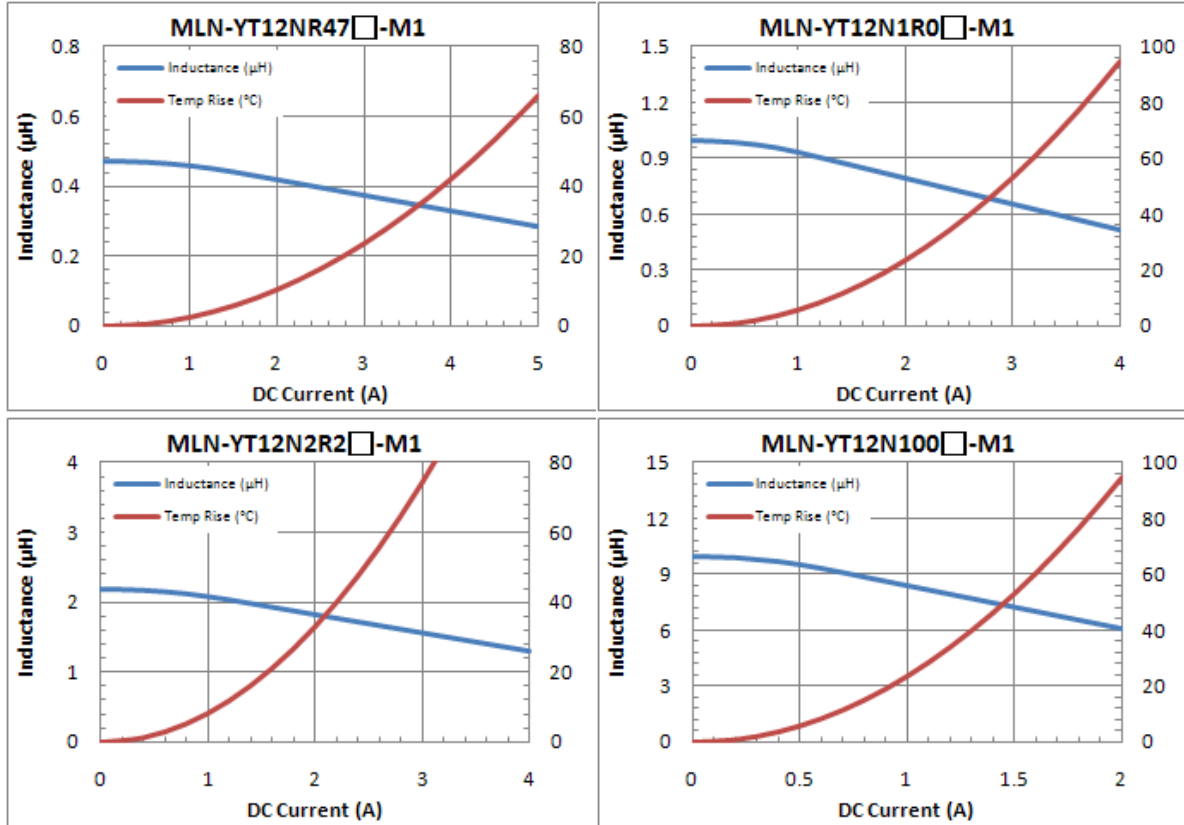 MLN-YT12NR47□-M1
Inductance (µH)
Temp Rise (°C)
Inductance (µH)
0.8
0.6
0.4
0.2
0
80
60
40
20
0
0 1 2 3 4 5
DC Current (A)
MLN-YT12N1R0□-M1
Inductance (µH)
Temp Rise (°C)
Inductance (µH)
1.5
1.2
0.9
0.6
0.3
0
100
80
60
40
20
0
0 1 2 3 4
DC Current (A)
MLN-YT12N2R2□-M1
Inductance (µH)
Temp Rise (°C)
Inductance (µH)
4
3
2
1
0
80
60
40
20
0
0 1 2 3 4
DC Current (A)
MLN-YT12N100□-M1
Inductance (µH)
Temp Rise (°C)
Inductance (µH)
15
12
9
6
3
0
100
80
60
40
20
0
0 0.5 1 1.5 2
DC Current (A)